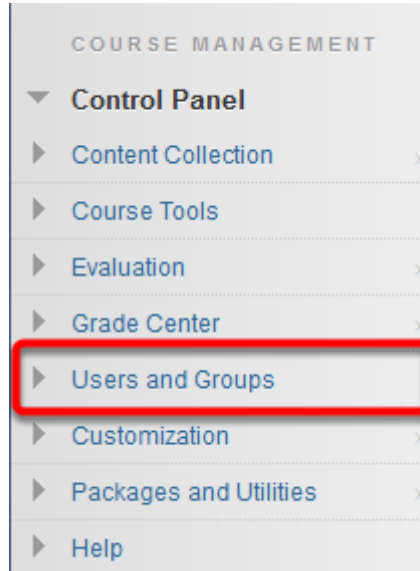 COURSE MANAGEMENT
Control Panel
Content Collection
Course Tools
Evaluation
Grade Center
Users and Groups
Customization
Packages and Utilities
Help